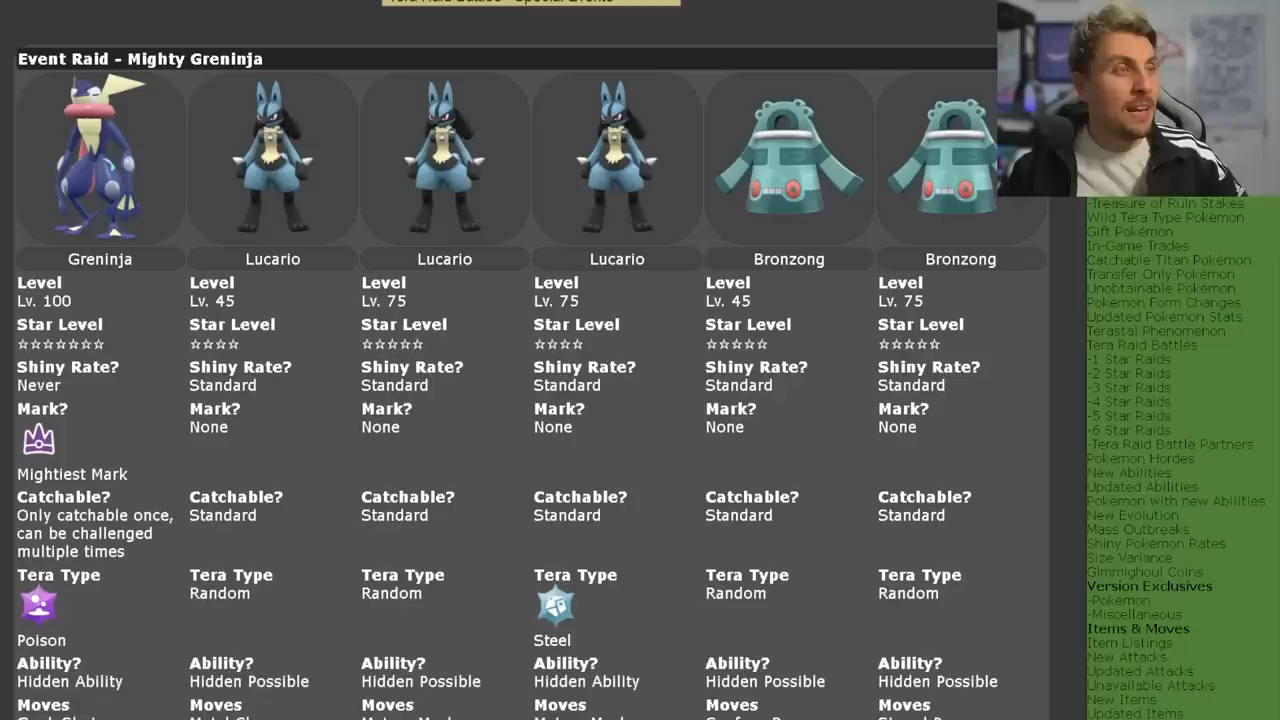 Tera Raid Battles - Special Events
Event Raid - Mighty Greninja
Greninja Lucario Lucario Lucario Bronzong Bronzong
Level Level Level Level Level Level
Lv. 100 Lv. 45 Lv. 75 Lv. 75 Lv. 45 Lv. 75
Star Level Star Level Star Level Star Level Star Level Star Level
☆☆☆☆☆☆☆ ☆☆☆☆ ☆☆☆☆☆ ☆☆☆☆ ☆☆☆☆☆ ☆☆☆☆☆
Shiny Rate? Shiny Rate? Shiny Rate? Shiny Rate? Shiny Rate? Shiny Rate?
Never Standard Standard Standard Standard Standard
Mark? Mark? Mark? Mark? Mark? Mark?
None None None None None
Mightiest Mark
Catchable? Catchable? Catchable? Catchable? Catchable? Catchable?
Only catchable once, Standard Standard Standard Standard Standard
can be challenged
multiple times
Tera Type Tera Type Tera Type Tera Type Tera Type Tera Type
Random Random Random Random
Poison Steel
Ability? Ability? Ability? Ability? Ability? Ability?
Hidden Ability Hidden Possible Hidden Possible Hidden Ability Hidden Possible Hidden Possible
Moves Moves Moves Moves Moves Moves
-Treasure of Ruin Stakes
Wild Tera Type Pokémon
Gift Pokémon
In-Game Trades
Catchable Titan Pokémon
Transfer Only Pokémon
Unobtainable Pokémon
Pokémon Form Changes
Updated Pokémon Stats
Terastal Phenomenon
Tera Raid Battles
-1 Star Raids
-2 Star Raids
-3 Star Raids
-4 Star Raids
-5 Star Raids
-6 Star Raids
-Tera Raid Battle Partners
Pokémon Hordes
New Abilities
Updated Abilities
Pokémon with new Abilities
New Evolution
Mass Outbreaks
Shiny Pokémon Rates
Size Variance
Gimmighoul Coins
Version Exclusives
-Pokémon
-Miscellaneous
Items & Moves
Item Listings
New Attacks
Updated Attacks
Unavailable Attacks
New Items
Updated Items